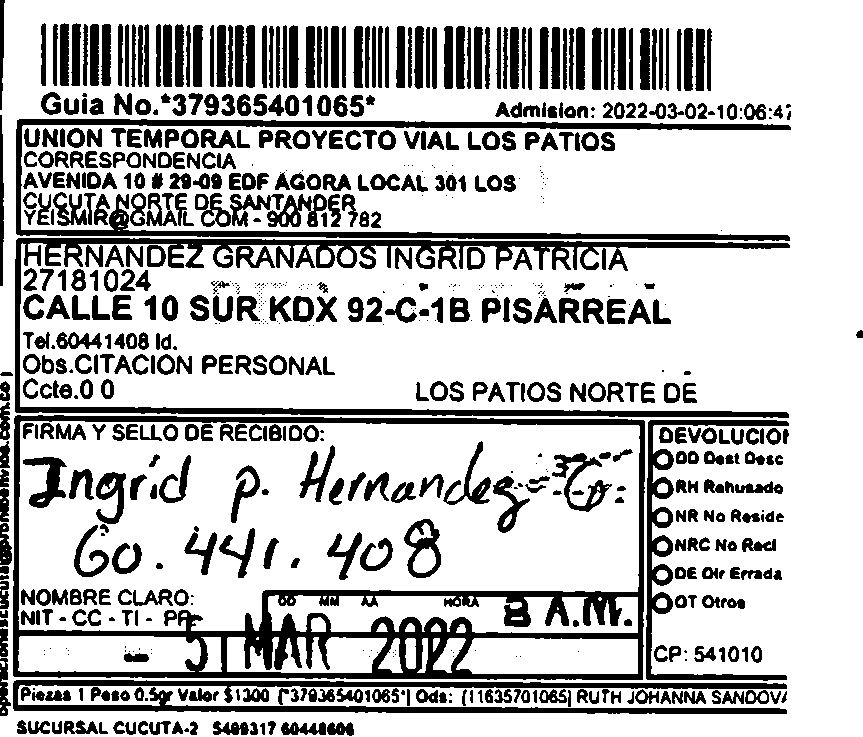 Guia No.*379365401065*
Admision: 2022-03-02-10:06:47
UNION TEMPORAL PROYECTO VIAL LOS PATIOS
CORRESPONDENCIA
AVENIDA 10 # 29-09 EDF AGORA LOCAL 301 LOS
CUCUTA NORTE DE SANTANDER
YEISMIR@GMAIL COM - 900 812 782
HERNANDEZ GRANADOS INGRID PATRICIA
27181024
CALLE 10 SUR KDX 92-C-1B PISARREAL
Tel.60441408 Id.
Obs.CITACION PERSONAL
Ccte.0 0
LOS PATIOS NORTE DE
FIRMA Y SELLO DE RECIBIDO:
Ingrid p. Hernandez G.
60.441.408
NOMBRE CLARO:
NIT - CC - TI - PP
DD MM AA HORA
8 A.M.
- 5 MAR 2022
DEVOLUCION
DD Dest Desc
RH Rehusado
NR No Reside
NRC No Recl
DE Dir Errada
OT Otros
CP: 541010
Piezas 1 Peso 0.5gr Valor $1300 (*379365401065*) Ods: (11635701065) RUTH JOHANNA SANDOVA
SUCURSAL CUCUTA-2 5499317 60448606